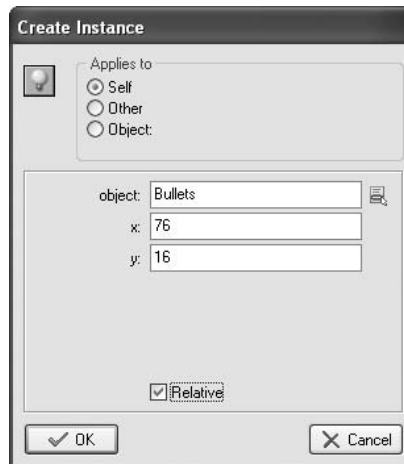 Create Instance
Applies to
Self
Other
Object:
object: Bullets
x: 76
y: 16
Relative
OK
Cancel